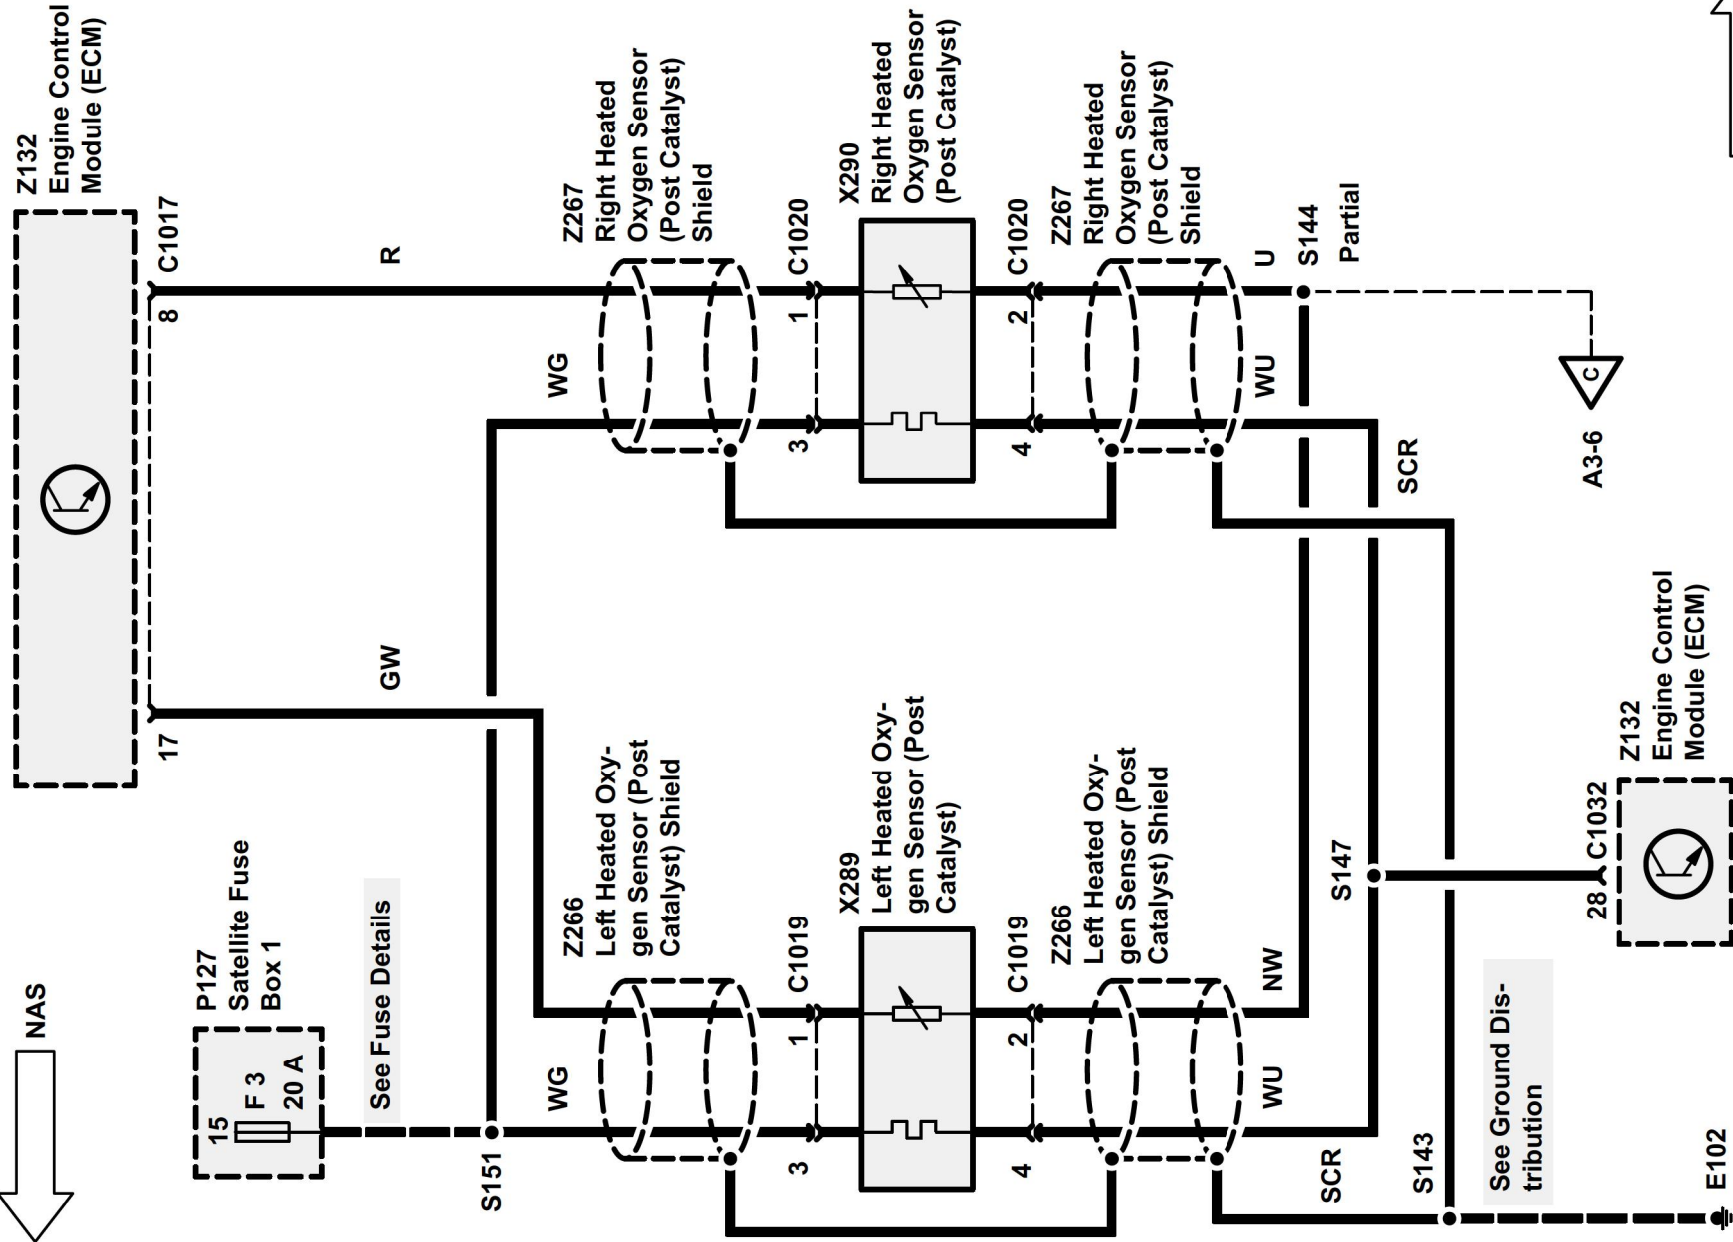 NAS
P127
Satellite Fuse
Box 1
15
F 3
20 A
See Fuse Details
S151
Z132
Engine Control
Module (ECM)
C1017
8
17
R
GW
WG
WG
Z267
Right Heated
Oxygen Sensor
(Post Catalyst)
Shield
Z266
Left Heated Oxy-
gen Sensor (Post
Catalyst) Shield
C1020
1
3
C1019
1
3
X290
Right Heated
Oxygen Sensor
(Post Catalyst)
X289
Left Heated Oxy-
gen Sensor (Post
Catalyst)
C1020
2
4
C1019
2
4
Z267
Right Heated
Oxygen Sensor
(Post Catalyst)
Shield
Z266
Left Heated Oxy-
gen Sensor (Post
Catalyst) Shield
U
WU
NW
WU
S144
Partial
SCR
SCR
S147
S143
C
A3-6
See Ground Dis-
tribution
28
C1032
Z132
Engine Control
Module (ECM)
E102